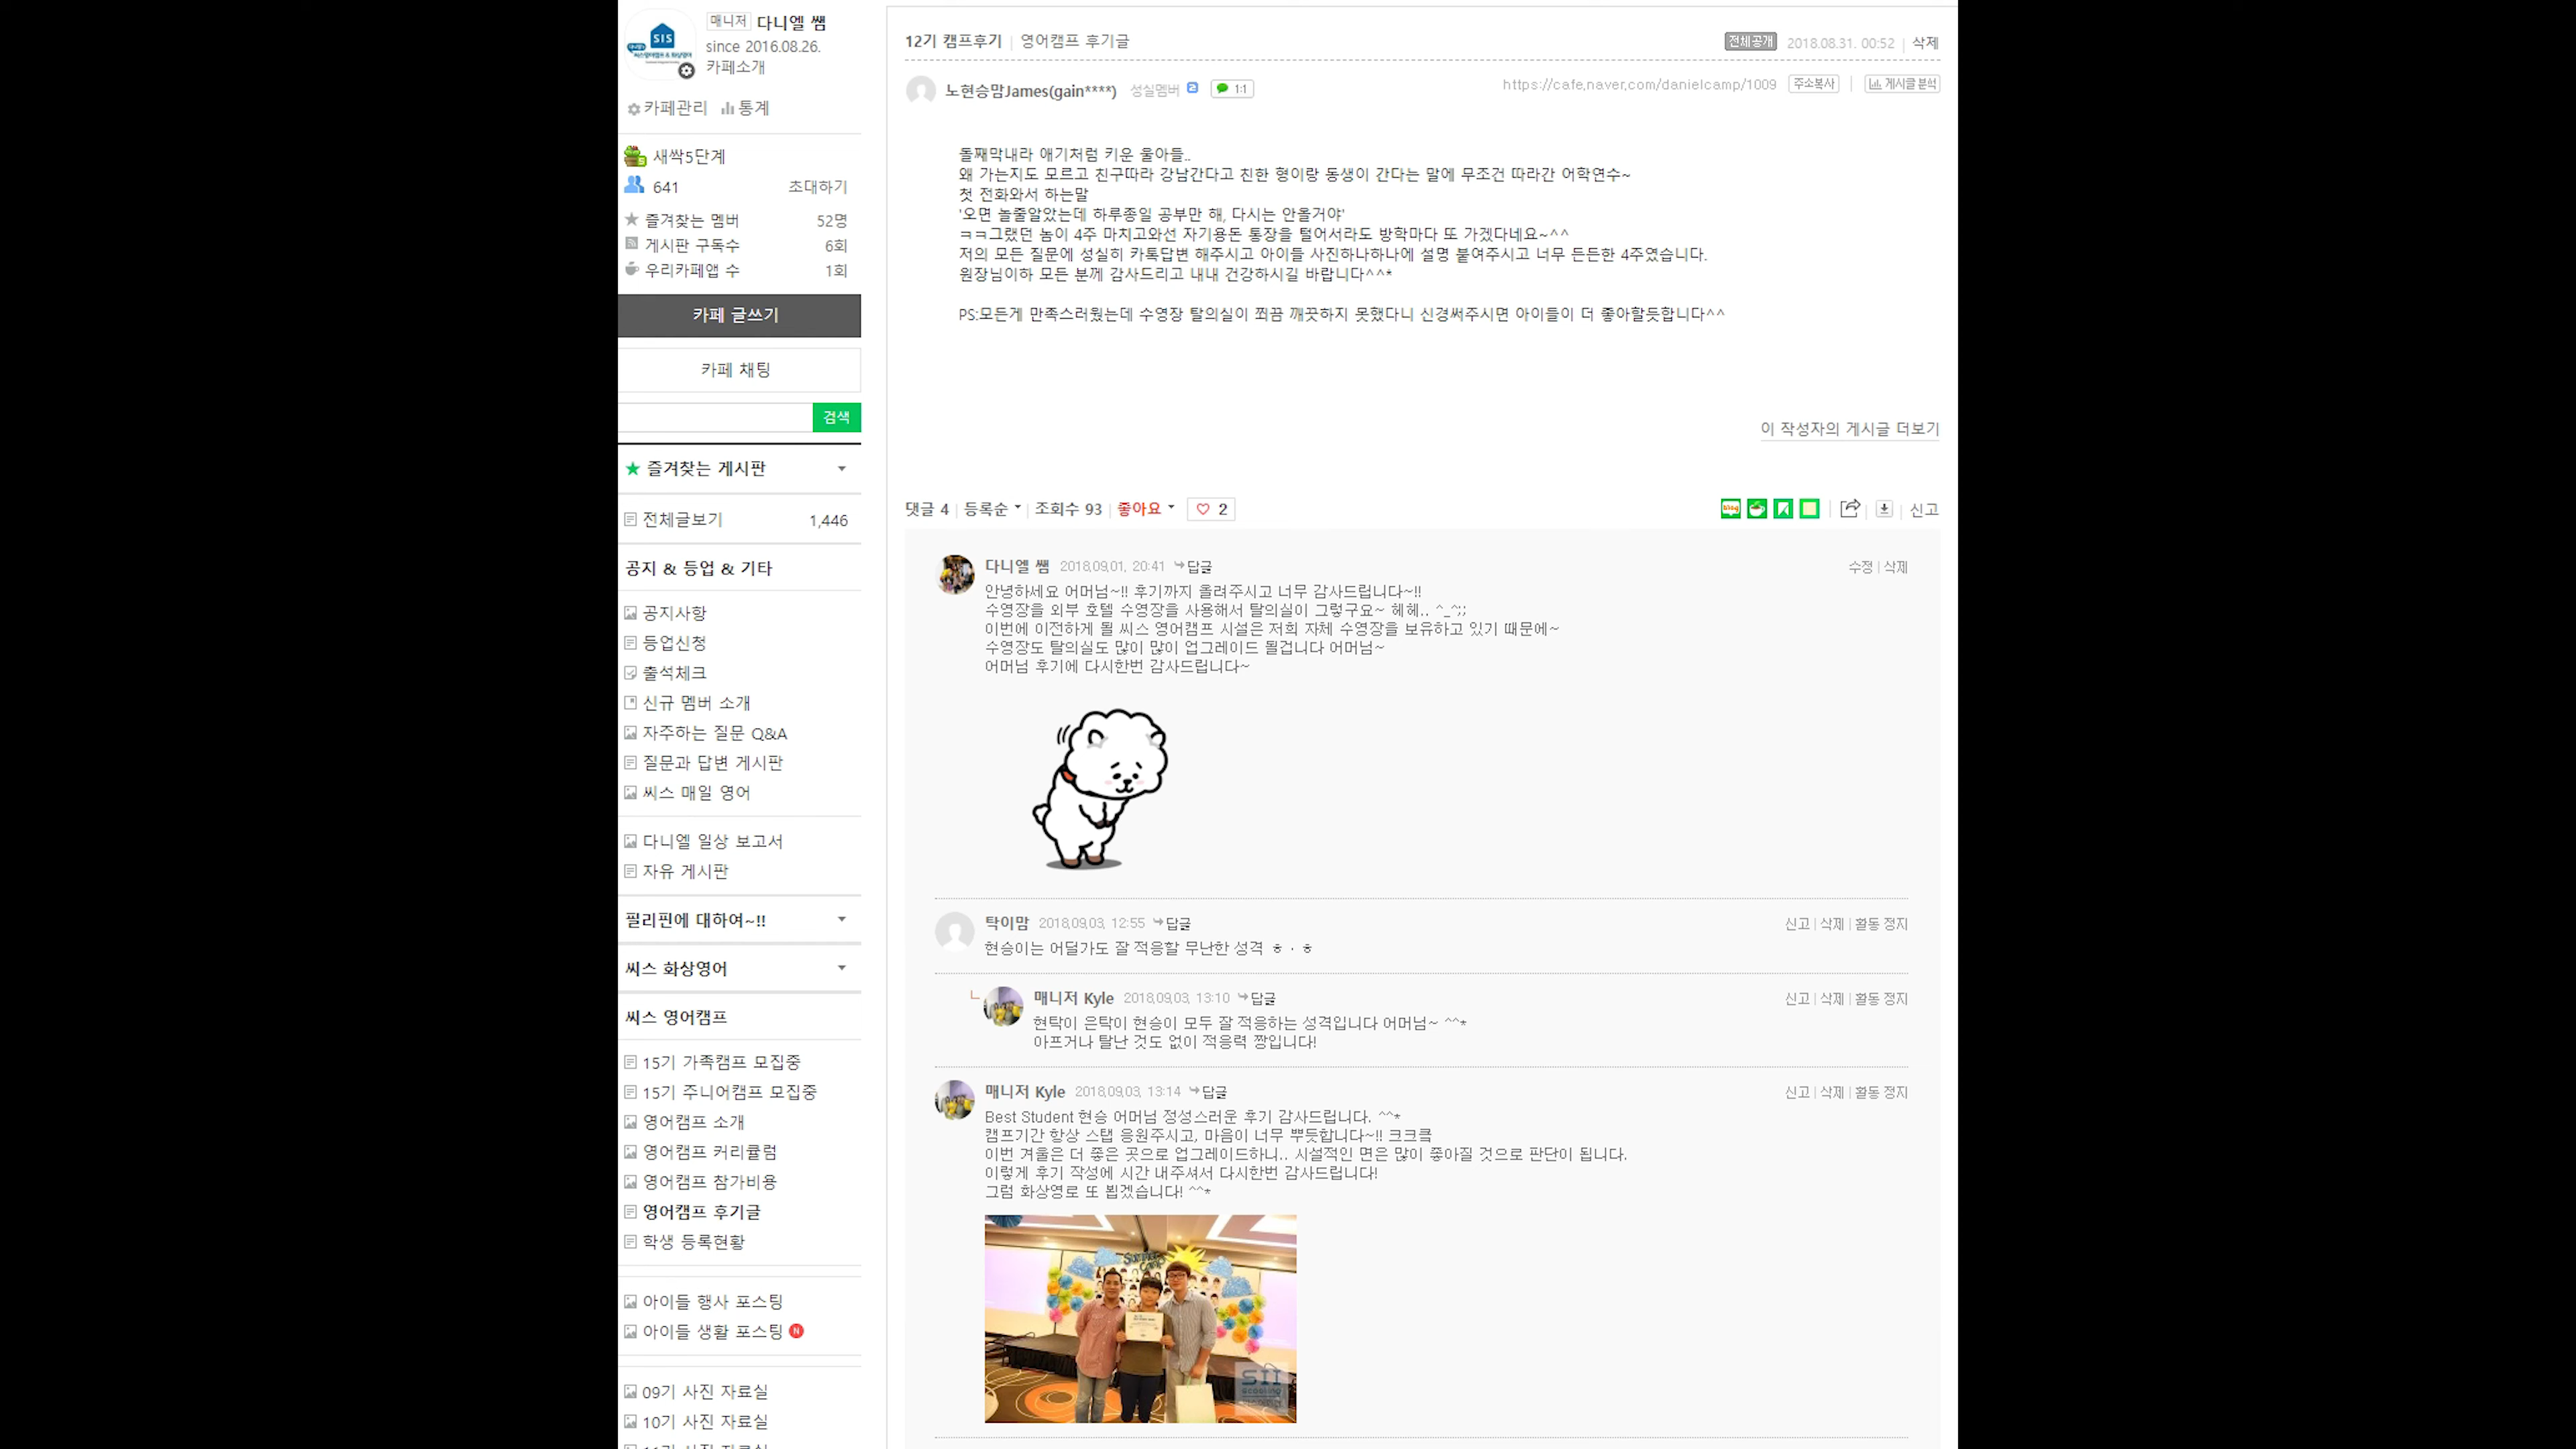 SIS
매니저 다니엘 쌤
since 2016.08.26.
카페소개
카페관리 통계
새싹5단계
641 초대하기
즐겨찾는 멤버 52명
게시판 구독수 6회
우리카페앱 수 1회
카페 글쓰기
카페 채팅
검색
즐겨찾는 게시판
전체글보기 1,446
공지 & 등업 & 기타
공지사항
등업신청
출석체크
신규 멤버 소개
자주하는 질문 Q&A
질문과 답변 게시판
씨스 매일 영어
다니엘 일상 보고서
자유 게시판
필리핀에 대하여~!!
씨스 화상영어
씨스 영어캠프
15기 가족캠프 모집중
15기 주니어캠프 모집중
영어캠프 소개
영어캠프 커리큘럼
영어캠프 참가비용
영어캠프 후기글
학생 등록현황
아이들 행사 포스팅
아이들 생활 포스팅 N
09기 사진 자료실
10기 사진 자료실
12기 캠프후기 | 영어캠프 후기글 전체공개 2018.08.31. 00:52 | 삭제
노현승맘James(gain****) 성실멤버 1:1 https://cafe.naver.com/danielcamp/1009 주소복사 | 게시글 분석
돌째막내라 애기처럼 키운 울아들..
왜 가는지도 모르고 친구따라 강남간다고 친한 형이랑 동생이 간다는 말에 무조건 따라간 어학연수~
첫 전화와서 하는말
'오면 놀줄알았는데 하루종일 공부만 해, 다시는 안올거야'
ㅋㅋ그랬던 놈이 4주 마치고와선 자기용돈 통장을 털어서라도 방학마다 또 가겠다네요~^^
저의 모든 질문에 성실히 카톡답변 해주시고 아이들 사진하나하나에 설명 붙여주시고 너무 든든한 4주였습니다.
원장님이하 모든 분께 감사드리고 내내 건강하시길 바랍니다^^*
PS:모든게 만족스러웠는데 수영장 탈의실이 쬐끔 깨끗하지 못했다니 신경써주시면 아이들이 더 좋아할듯합니다^^
이 작성자의 게시글 더보기
댓글 4 | 등록순 | 조회수 93 | 좋아요 2 blog | 신고
다니엘 쌤 2018.09.01. 20:41 답글 수정 | 삭제
안녕하세요 어머님~!! 후기까지 올려주시고 너무 감사드립니다~!!
수영장을 외부 호텔 수영장을 사용해서 탈의실이 그렇구요~ 헤헤.. ^_^;;
이번에 이전하게 될 씨스 영어캠프 시설은 저희 자체 수영장을 보유하고 있기 때문에~
수영장도 탈의실도 많이 많이 업그레이드 될겁니다 어머님~
어머님 후기에 다시한번 감사드립니다~
탁이맘 2018.09.03. 12:55 답글 신고 | 삭제 | 활동 정지
현승이는 어딜가도 잘 적응할 무난한 성격 ㅎ · ㅎ
매니저 Kyle 2018.09.03. 13:10 답글 신고 | 삭제 | 활동 정지
현탁이 은탁이 현승이 모두 잘 적응하는 성격입니다 어머님~ ^^*
아프거나 탈난 것도 없이 적응력 짱입니다!
매니저 Kyle 2018.09.03. 13:14 답글 신고 | 삭제 | 활동 정지
Best Student 현승 어머님 정성스러운 후기 감사드립니다. ^^*
캠프기간 항상 스탭 응원주시고, 마음이 너무 뿌듯합니다~!! 크크큭
이번 겨울은 더 좋은 곳으로 업그레이드하니.. 시설적인 면은 많이 좋아질 것으로 판단이 됩니다.
이렇게 후기 작성에 시간 내주셔서 다시한번 감사드립니다!
그럼 화상영로 또 뵙겠습니다! ^^*
SUMMER
CAMP